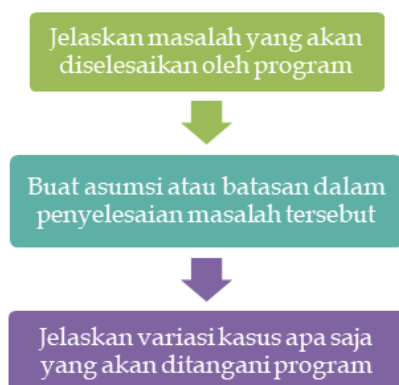 Jelaskan masalah yang akan
diselesaikan oleh program
Buat asumsi atau batasan dalam
penyelesaian masalah tersebut
Jelaskan variasi kasus apa saja
yang akan ditangani program